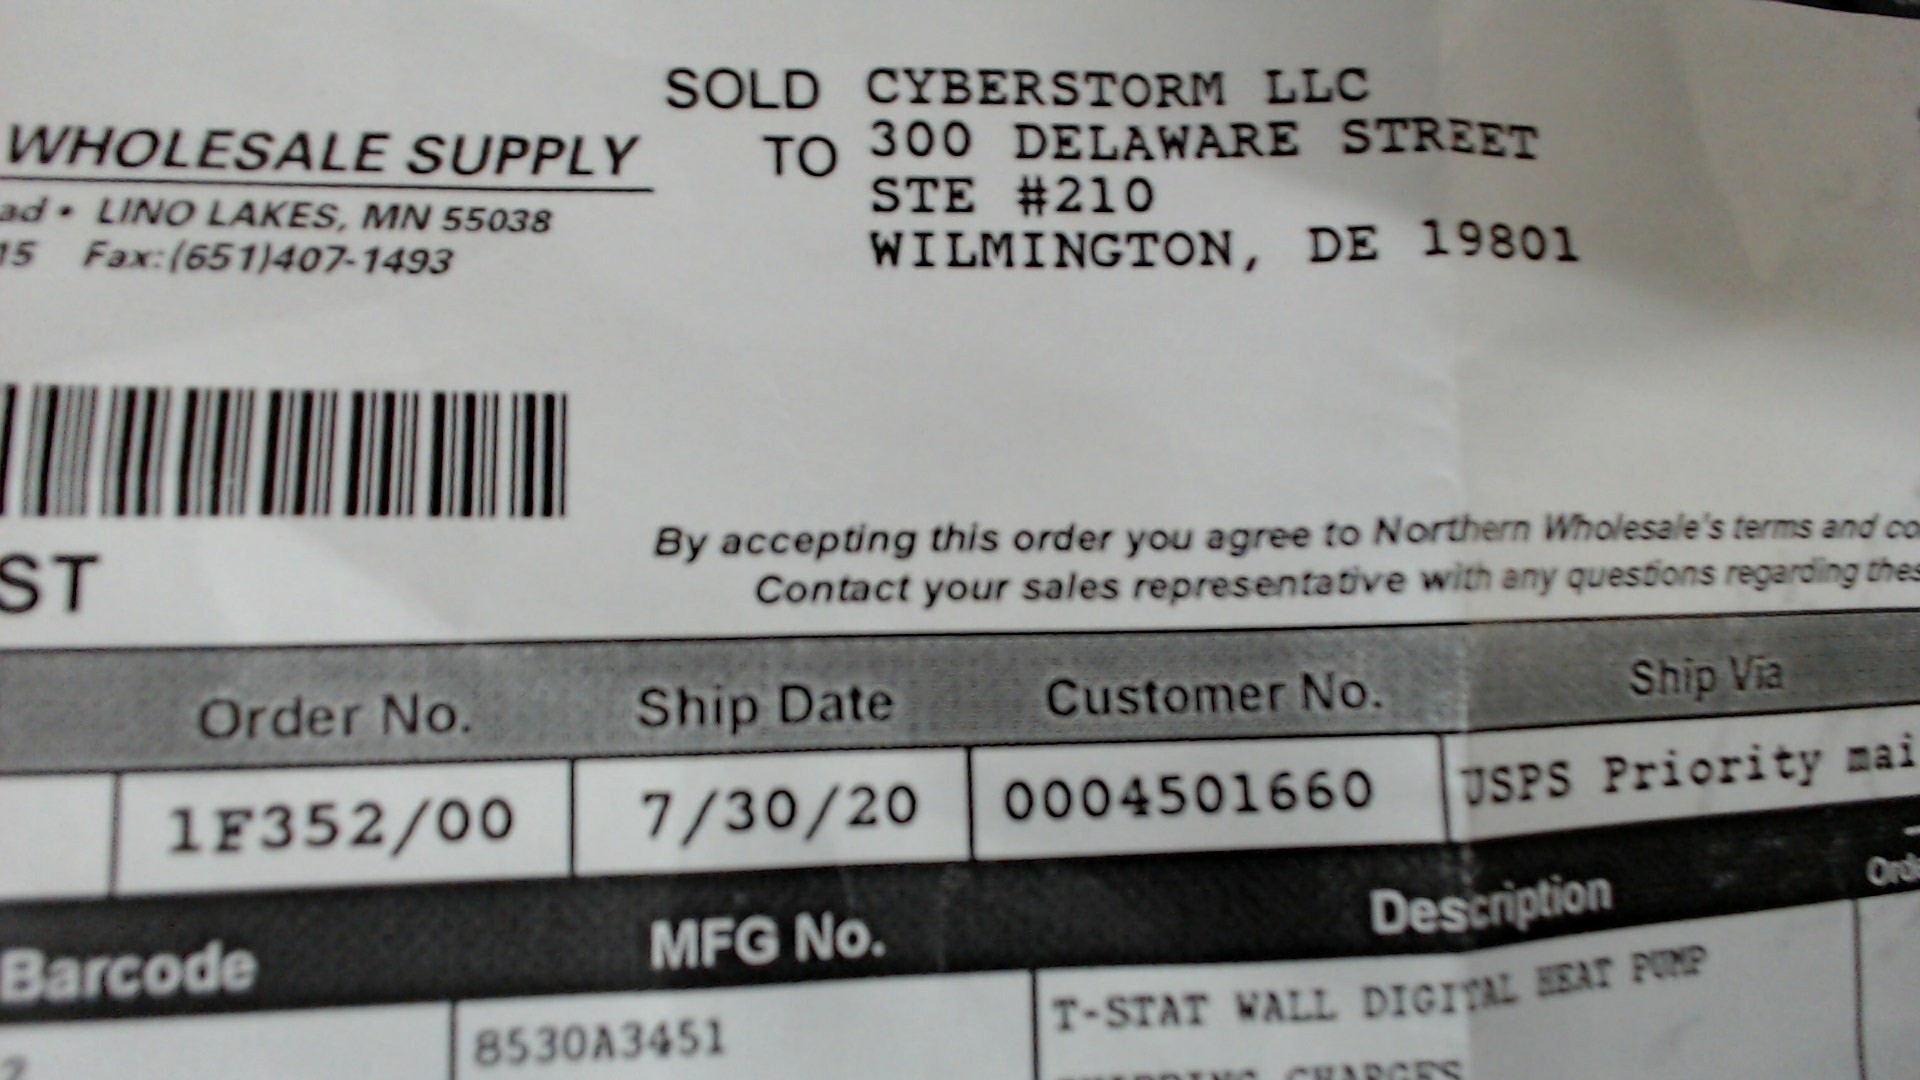 SOLD TO
CYBERSTORM LLC
300 DELAWARE STREET
STE #210
WILMINGTON, DE 19801
WHOLESALE SUPPLY
ad • LINO LAKES, MN 55038
15 Fax:(651)407-1493
By accepting this order you agree to Northern Wholesale's terms and co
Contact your sales representative with any questions regarding thes
ST
Order No. Ship Date Customer No. Ship Via
1F352/00 7/30/20 0004501660 USPS Priority mai
Barcode MFG No. Description Orde
2 8530A3451 T-STAT WALL DIGITAL HEAT PUMP
CHARGES